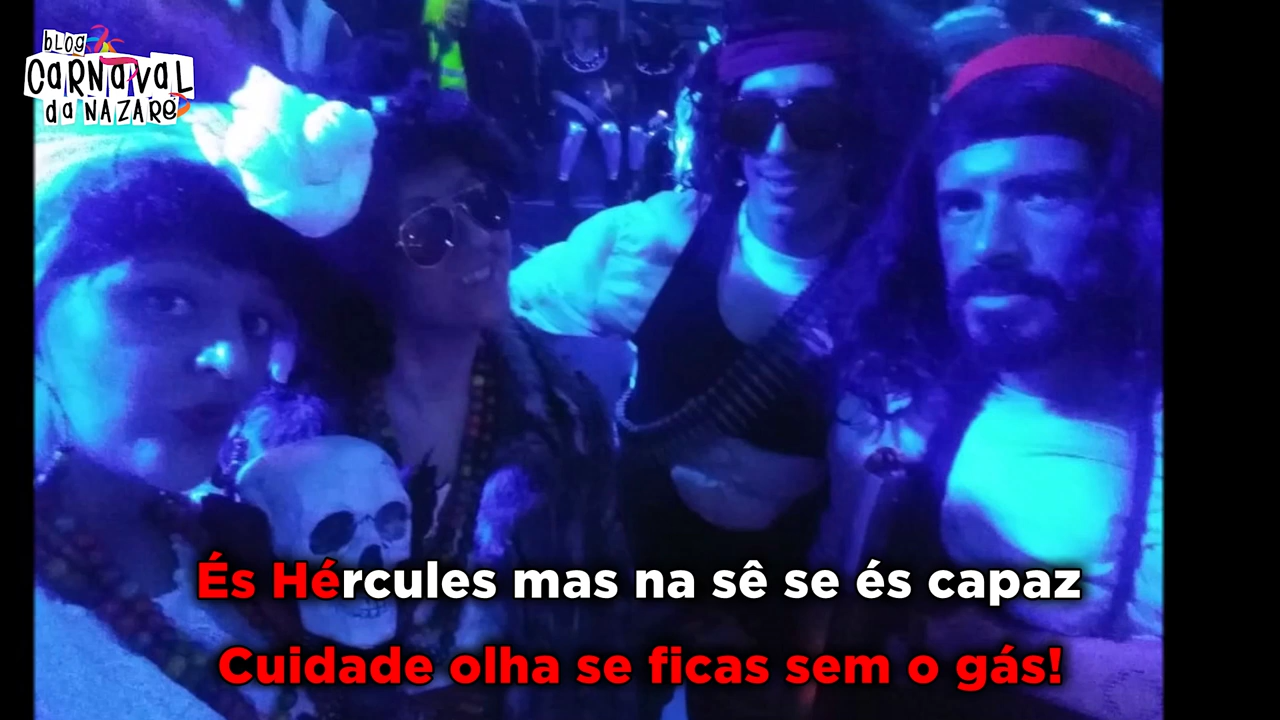 BLOG
CARNAVAL
da NAZARé
És Hércules mas na sê se és capaz
Cuidade olha se ficas sem o gás!